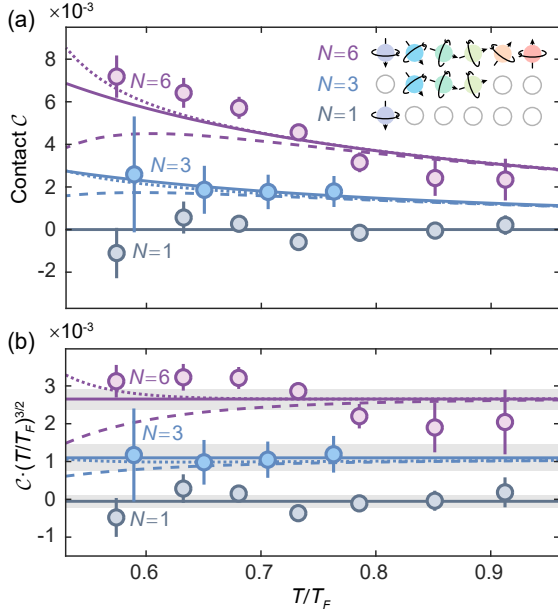 (a)
×10⁻³
N=6
N=3
N=1
8
6
4
2
0
-2
Contact C
N=6
N=3
N=1
(b)
×10⁻³
3
2
1
0
-1
C·(T/T_F)^{3/2}
N=6
N=3
N=1
0.6
0.7
0.8
0.9
T/T_F